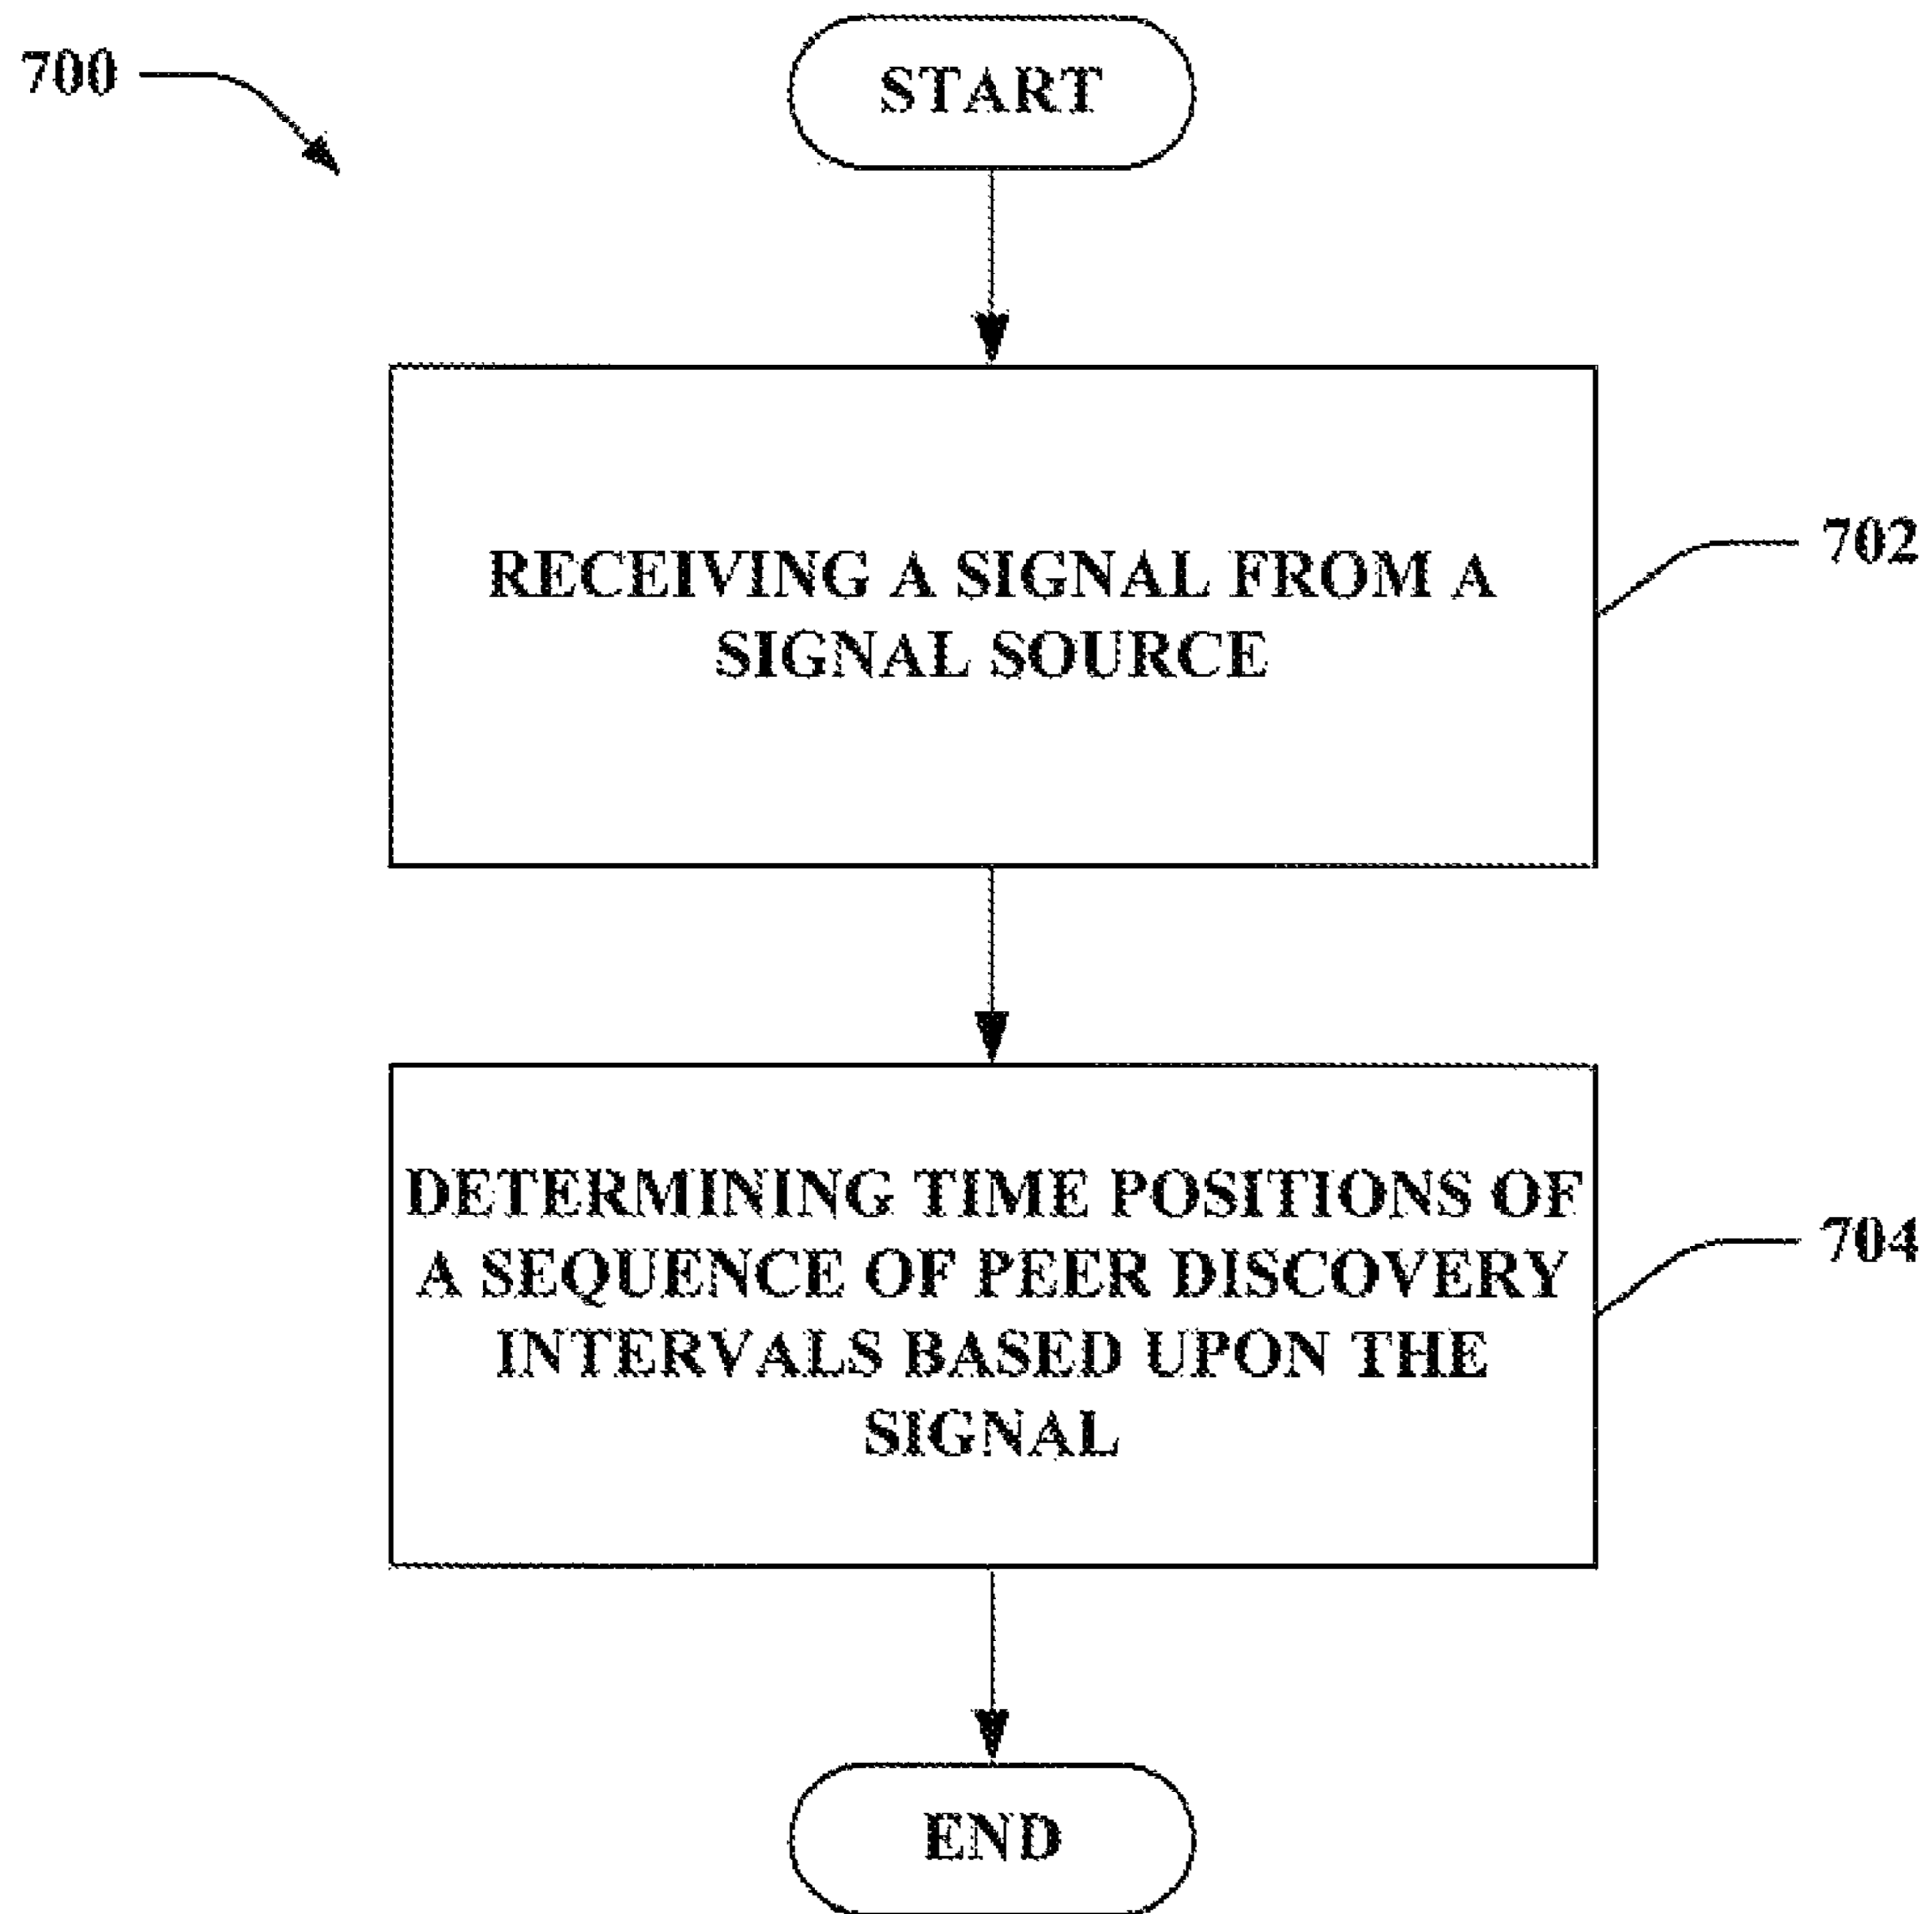 700
START
RECEIVING A SIGNAL FROM A
SIGNAL SOURCE
702
DETERMINING TIME POSITIONS OF
A SEQUENCE OF PEER DISCOVERY
INTERVALS BASED UPON THE
SIGNAL
704
END